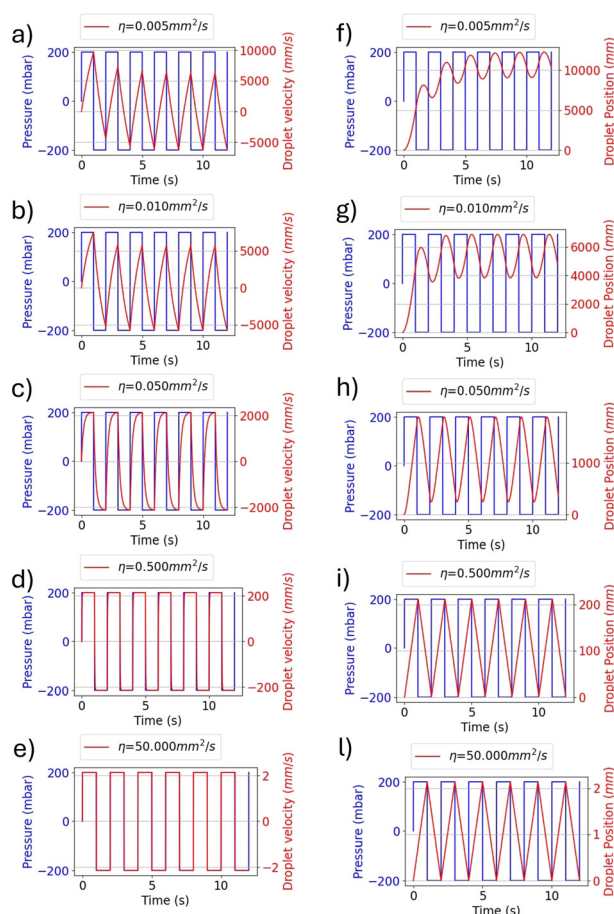 a)
η=0.005mm²/s
Pressure (mbar)
200
0
−200
10000
5000
0
−5000
Droplet velocity (mm/s)
0
5
10
Time (s)
f)
η=0.005mm²/s
Pressure (mbar)
200
0
−200
10000
5000
0
Droplet Position (mm)
0
5
10
Time (s)
b)
η=0.010mm²/s
Pressure (mbar)
200
0
−200
5000
0
−5000
Droplet velocity (mm/s)
0
5
10
Time (s)
g)
η=0.010mm²/s
Pressure (mbar)
200
0
−200
6000
4000
2000
0
Droplet Position (mm)
0
5
10
Time (s)
c)
η=0.050mm²/s
Pressure (mbar)
200
0
−200
2000
0
−2000
Droplet velocity (mm/s)
0
5
10
Time (s)
h)
η=0.050mm²/s
Pressure (mbar)
200
0
−200
1000
0
Droplet Position (mm)
0
5
10
Time (s)
d)
η=0.500mm²/s
Pressure (mbar)
200
0
−200
200
0
−200
Droplet velocity (mm/s)
0
5
10
Time (s)
i)
η=0.500mm²/s
Pressure (mbar)
200
0
−200
200
100
0
Droplet Position (mm)
0
5
10
Time (s)
e)
η=50.000mm²/s
Pressure (mbar)
200
0
−200
2
0
−2
Droplet velocity (mm/s)
0
5
10
Time (s)
l)
η=50.000mm²/s
Pressure (mbar)
200
0
−200
2
1
0
Droplet Position (mm)
0
5
10
Time (s)